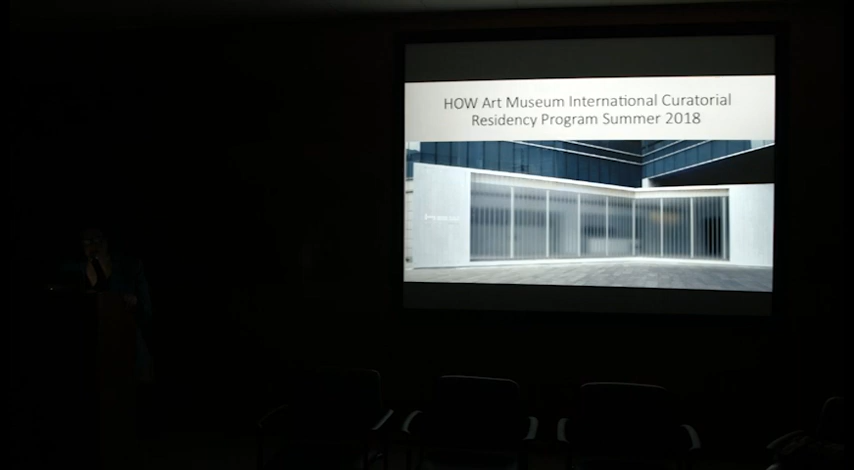 HOW Art Museum International Curatorial
Residency Program Summer 2018